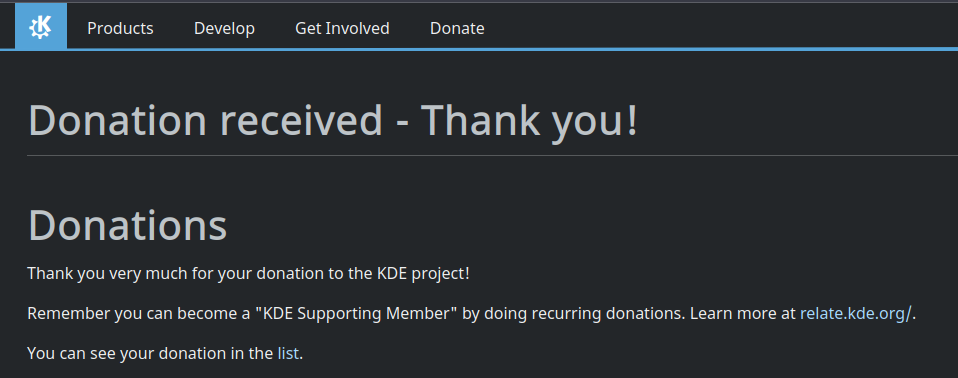 Products Develop Get Involved Donate
Donation received - Thank you!
Donations
Thank you very much for your donation to the KDE project!
Remember you can become a "KDE Supporting Member" by doing recurring donations. Learn more at relate.kde.org/.
You can see your donation in the list.